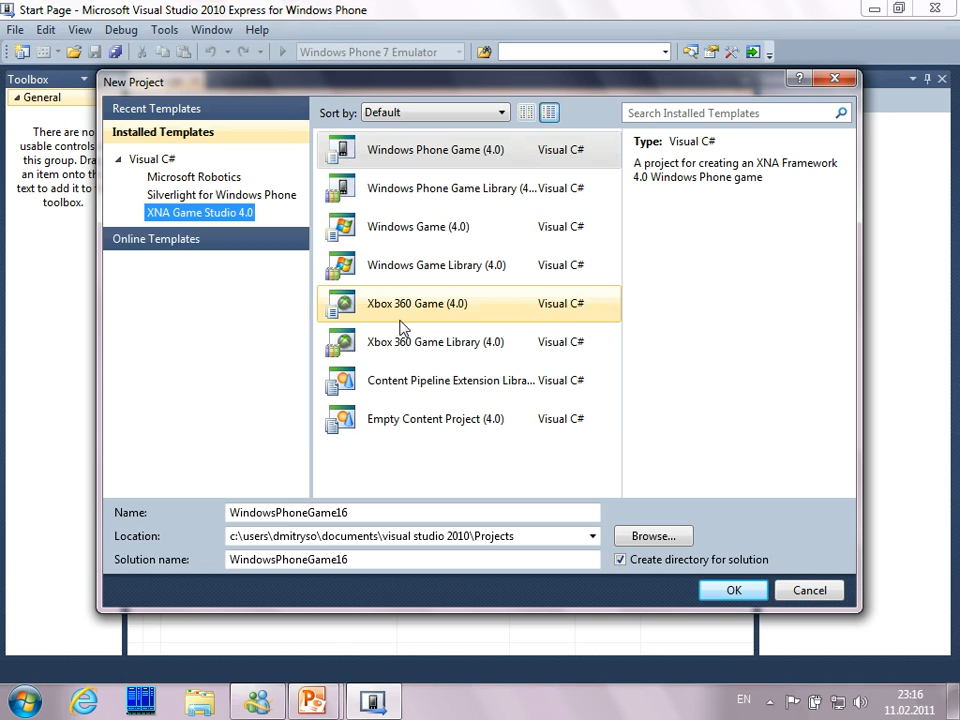 Start Page - Microsoft Visual Studio 2010 Express for Windows Phone
File Edit View Debug Tools Window Help
Windows Phone 7 Emulator
Toolbox
General
There are no
usable controls
this group. Dra
an item onto th
text to add it to
toolbox.
New Project
Recent Templates
Installed Templates
Visual C#
Microsoft Robotics
Silverlight for Windows Phone
XNA Game Studio 4.0
Online Templates
Sort by: Default
Search Installed Templates
Windows Phone Game (4.0) Visual C#
Windows Phone Game Library (4... Visual C#
Windows Game (4.0) Visual C#
Windows Game Library (4.0) Visual C#
Xbox 360 Game (4.0) Visual C#
Xbox 360 Game Library (4.0) Visual C#
Content Pipeline Extension Libra... Visual C#
Empty Content Project (4.0) Visual C#
Type: Visual C#
A project for creating an XNA Framework
4.0 Windows Phone game
Name: WindowsPhoneGame16
Location: c:\users\dmitryso\documents\visual studio 2010\Projects
Browse...
Solution name: WindowsPhoneGame16
Create directory for solution
OK Cancel
EN
23:16
11.02.2011